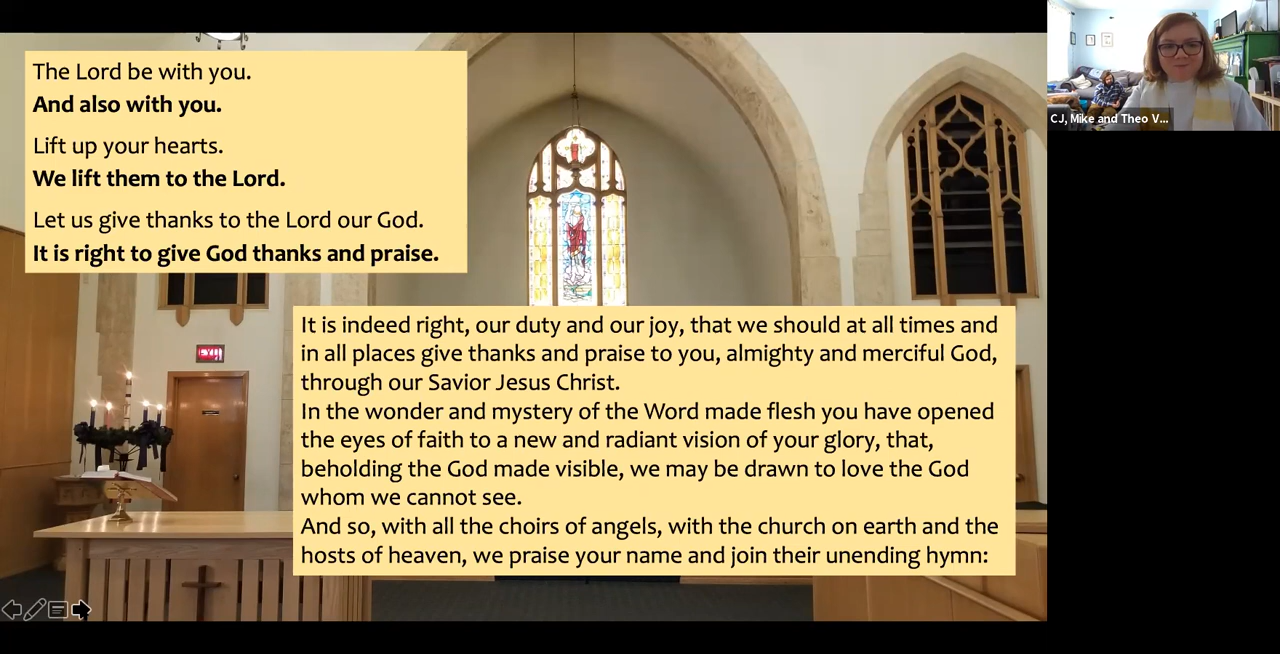 The Lord be with you.
And also with you.
Lift up your hearts.
We lift them to the Lord.
Let us give thanks to the Lord our God.
It is right to give God thanks and praise.
It is indeed right, our duty and our joy, that we should at all times and
in all places give thanks and praise to you, almighty and merciful God,
through our Savior Jesus Christ.
In the wonder and mystery of the Word made flesh you have opened
the eyes of faith to a new and radiant vision of your glory, that,
beholding the God made visible, we may be drawn to love the God
whom we cannot see.
And so, with all the choirs of angels, with the church on earth and the
hosts of heaven, we praise your name and join their unending hymn:
EXIT
CJ, Mike and Theo V...